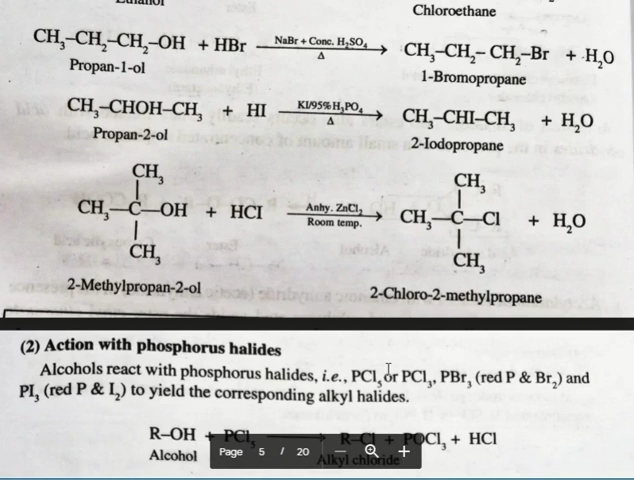 Ethanol
Chloroethane
CH₃–CH₂–CH₂–OH + HBr NaBr + Conc. H₂SO₄ Δ → CH₃–CH₂–CH₂–Br + H₂O
Propan-1-ol 1-Bromopropane
CH₃–CHOH–CH₃ + HI KI/95% H₃PO₄ Δ → CH₃–CHI–CH₃ + H₂O
Propan-2-ol 2-Iodopropane
CH₃ CH₃
CH₃–C–OH + HCl Anhy. ZnCl₂ Room temp. → CH₃–C–Cl + H₂O
CH₃ CH₃
2-Methylpropan-2-ol 2-Chloro-2-methylpropane
(2) Action with phosphorus halides
Alcohols react with phosphorus halides, i.e., PCl₅ or PCl₃, PBr₃ (red P & Br₂) and
PI₃ (red P & I₂) to yield the corresponding alkyl halides.
R–OH + PCl₅ → R–Cl + POCl₃ + HCl
Alcohol Alkyl chloride
Page 5 / 20 − +